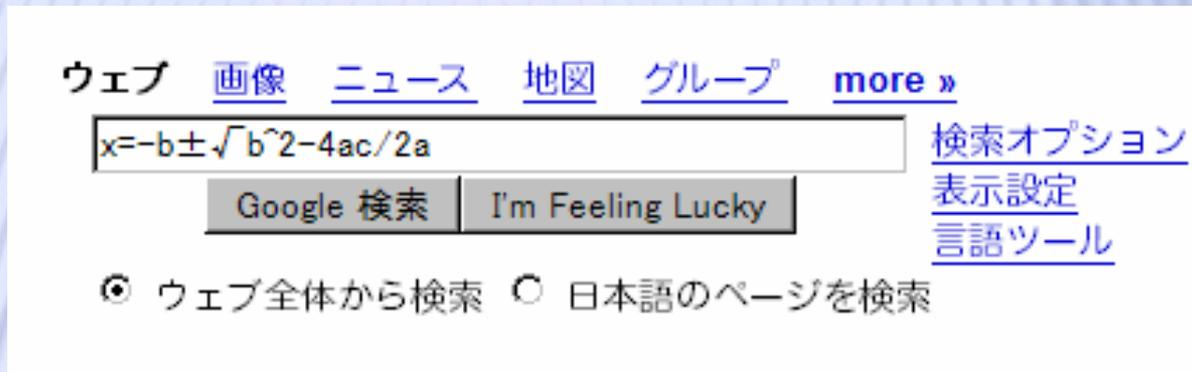 ウェブ 画像 ニュース 地図 グループ more »
x=-b±√b^2-4ac/2a
検索オプション
Google 検索 I'm Feeling Lucky
表示設定
言語ツール
ウェブ全体から検索 日本語のページを検索